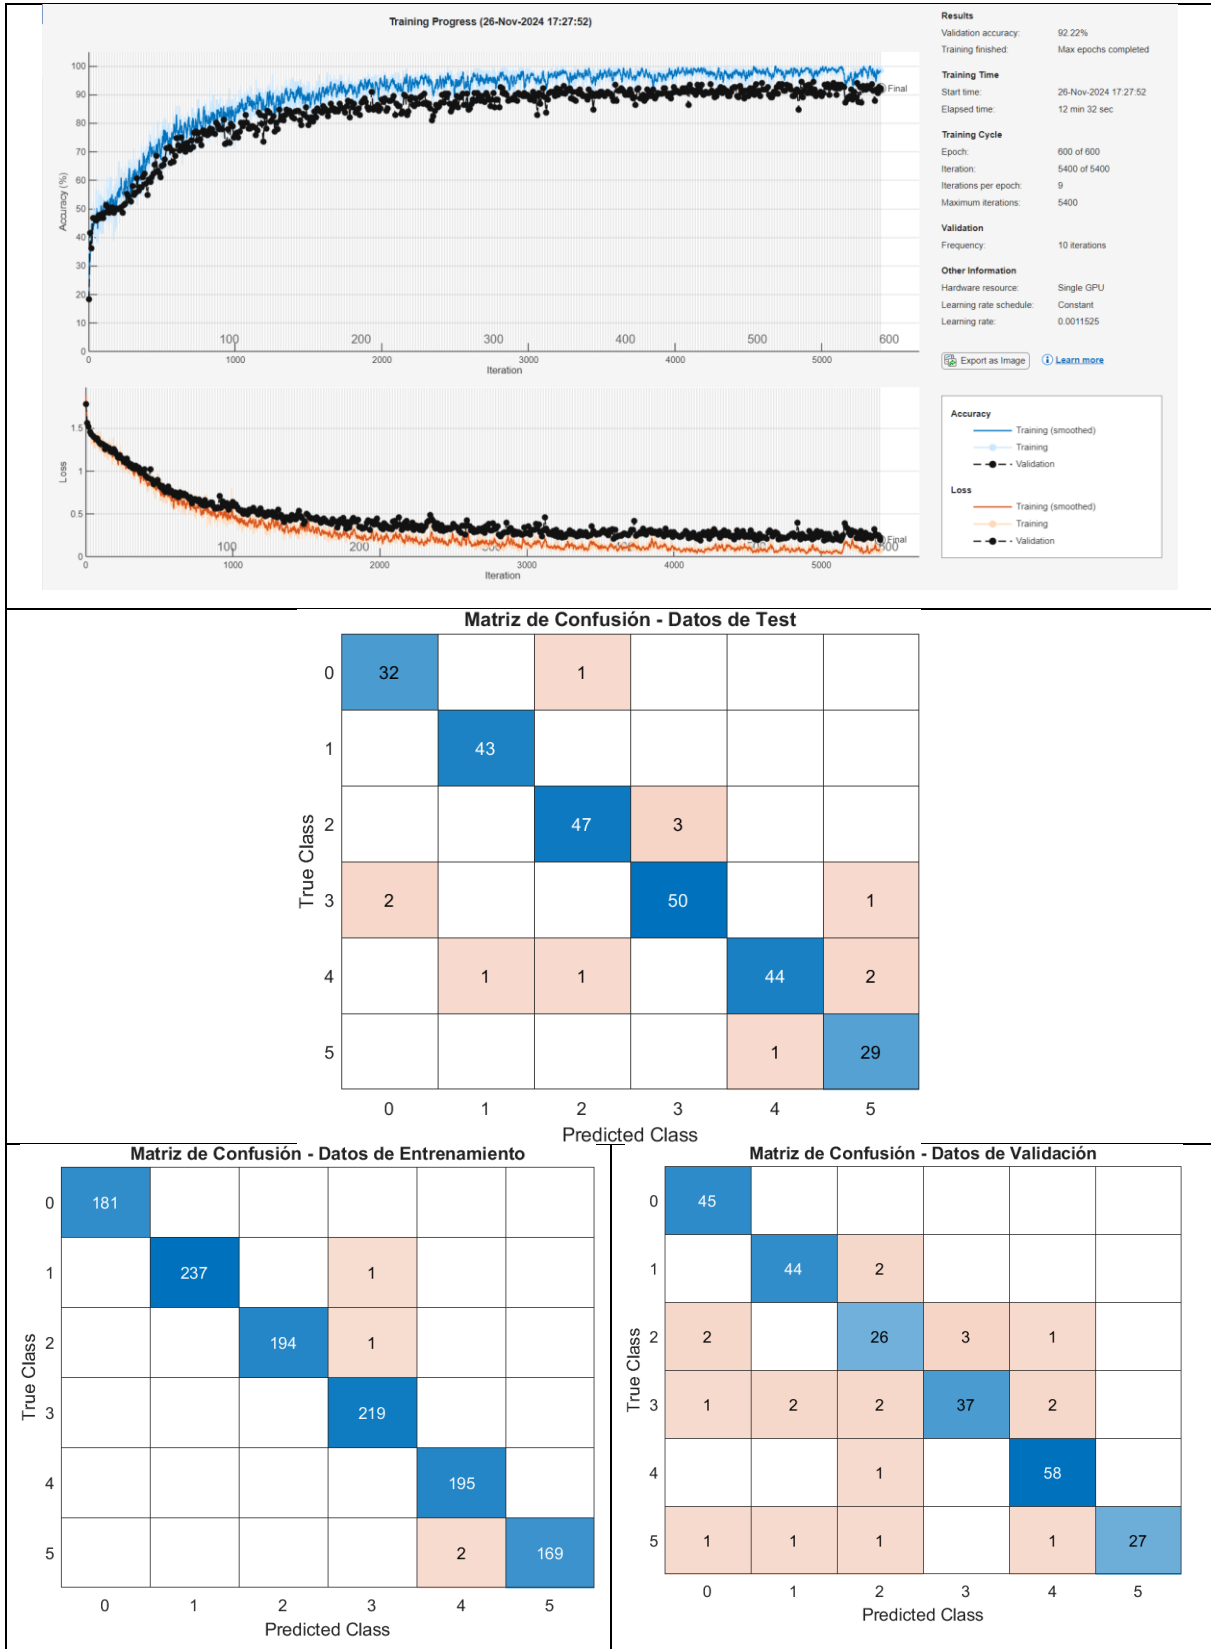 Training Progress (26-Nov-2024 17:27:52)
100
90
80
70
60
50
40
30
20
10
0
Accuracy (%)
Final
100 200 300 400 500 600
0 1000 2000 3000 4000 5000
Iteration
1.5
1
0.5
0
Loss
Final
100 200 300 400 500 600
0 1000 2000 3000 4000 5000
Iteration
Results
Validation accuracy: 92.22%
Training finished: Max epochs completed
Training Time
Start time: 26-Nov-2024 17:27:52
Elapsed time: 12 min 32 sec
Training Cycle
Epoch: 600 of 600
Iteration: 5400 of 5400
Iterations per epoch: 9
Maximum iterations: 5400
Validation
Frequency: 10 iterations
Other Information
Hardware resource: Single GPU
Learning rate schedule: Constant
Learning rate: 0.0011525
Export as Image Learn more
Accuracy
Training (smoothed)
Training
Validation
Loss
Training (smoothed)
Training
Validation
Matriz de Confusión - Datos de Test
True Class
0 32 1
1 43
2 47 3
3 2 50 1
4 1 1 44 2
5 1 29
0 1 2 3 4 5
Predicted Class
Matriz de Confusión - Datos de Entrenamiento
True Class
0 181
1 237 1
2 194 1
3 219
4 195
5 2 169
0 1 2 3 4 5
Predicted Class
Matriz de Confusión - Datos de Validación
True Class
0 45
1 44 2
2 2 26 3 1
3 1 2 2 37 2
4 1 58
5 1 1 1 1 27
0 1 2 3 4 5
Predicted Class